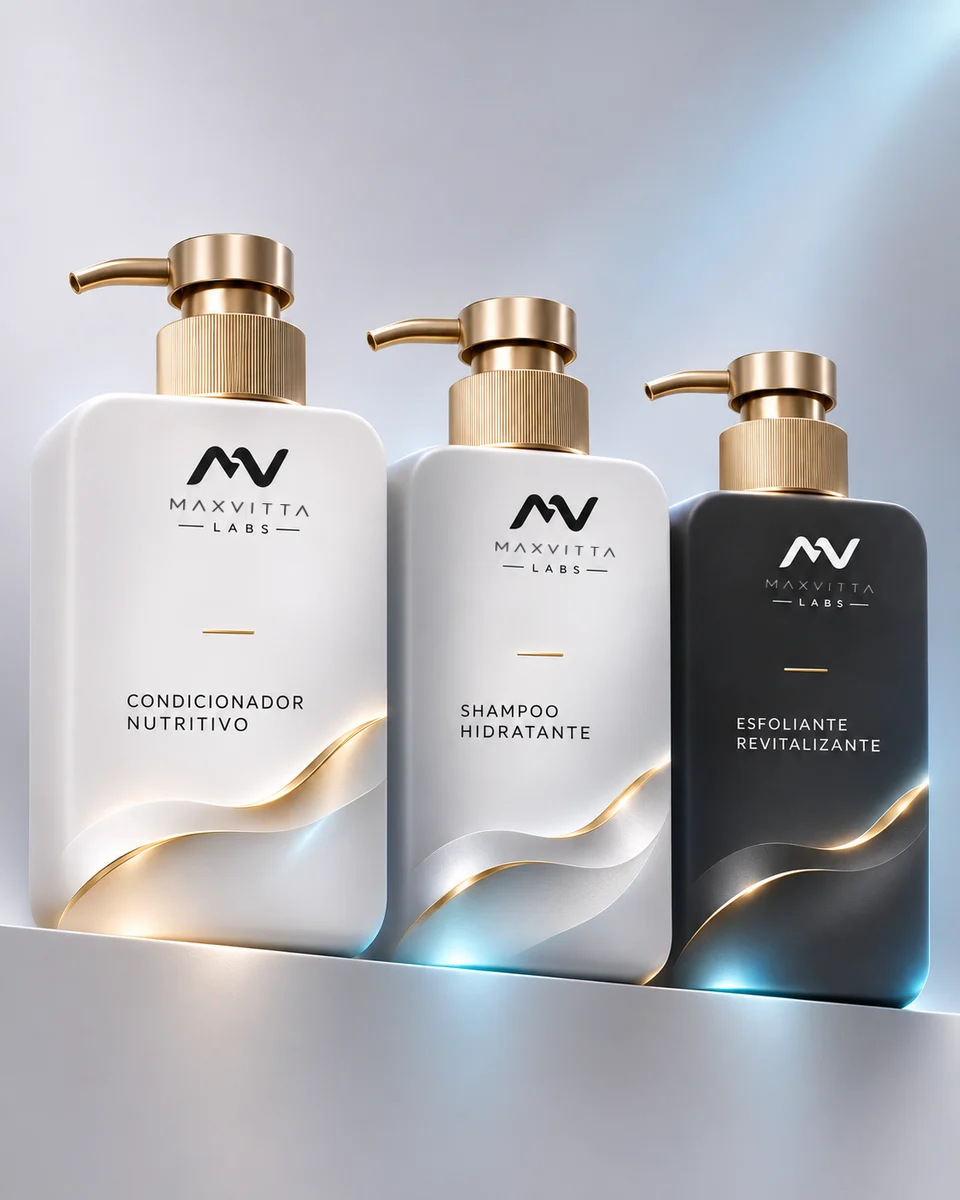 MAXVITTA
LABS
CONDICIONADOR
NUTRITIVO
MAXVITTA
LABS
SHAMPOO
HIDRATANTE
MAXVITTA
LABS
ESFOLIANTE
REVITALIZANTE